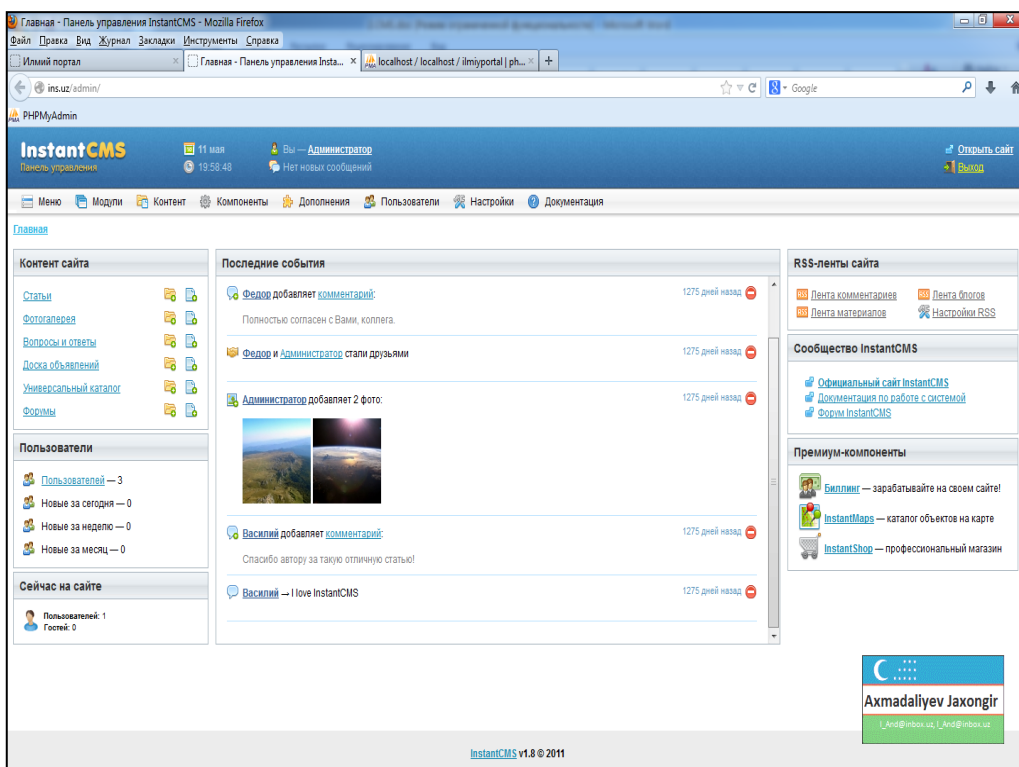 Главная - Панель управления InstantCMS - Mozilla Firefox
Файл Правка Вид Журнал Закладки Инструменты Справка
Илмий портал
Главная - Панель управления Insta...
localhost / localhost / ilmiyportal | ph...
ins.uz/admin/
Google
PHPMyAdmin
InstantCMS
Панель управления
11 мая
19:58:48
Вы — Администратор
Нет новых сообщений
Открыть сайт
Выход
Меню Модули Контент Компоненты Дополнения Пользователи Настройки Документация
Главная
Контент сайта
Статьи
Фотогалерея
Вопросы и ответы
Доска объявлений
Универсальный каталог
Форумы
Пользователи
Пользователей — 3
Новые за сегодня — 0
Новые за неделю — 0
Новые за месяц — 0
Сейчас на сайте
Пользователей: 1
Гостей: 0
Последние события
Федор добавляет комментарий: 1275 дней назад
Полностью согласен с Вами, коллега.
Федор и Администратор стали друзьями 1275 дней назад
Администратор добавляет 2 фото: 1275 дней назад
Василий добавляет комментарий: 1275 дней назад
Спасибо автору за такую отличную статью!
Василий → I love InstantCMS 1275 дней назад
RSS-ленты сайта
Лента комментариев Лента блогов
Лента материалов Настройки RSS
Сообщество InstantCMS
Официальный сайт InstantCMS
Документация по работе с системой
Форум InstantCMS
Премиум-компоненты
Биллинг — зарабатывайте на своем сайте!
InstantMaps — каталог объектов на карте
InstantShop — профессиональный магазин
Axmadaliyev Jaxongir
I_And@inbox.uz, I_And@inbox.uz
InstantCMS v1.8 © 2011